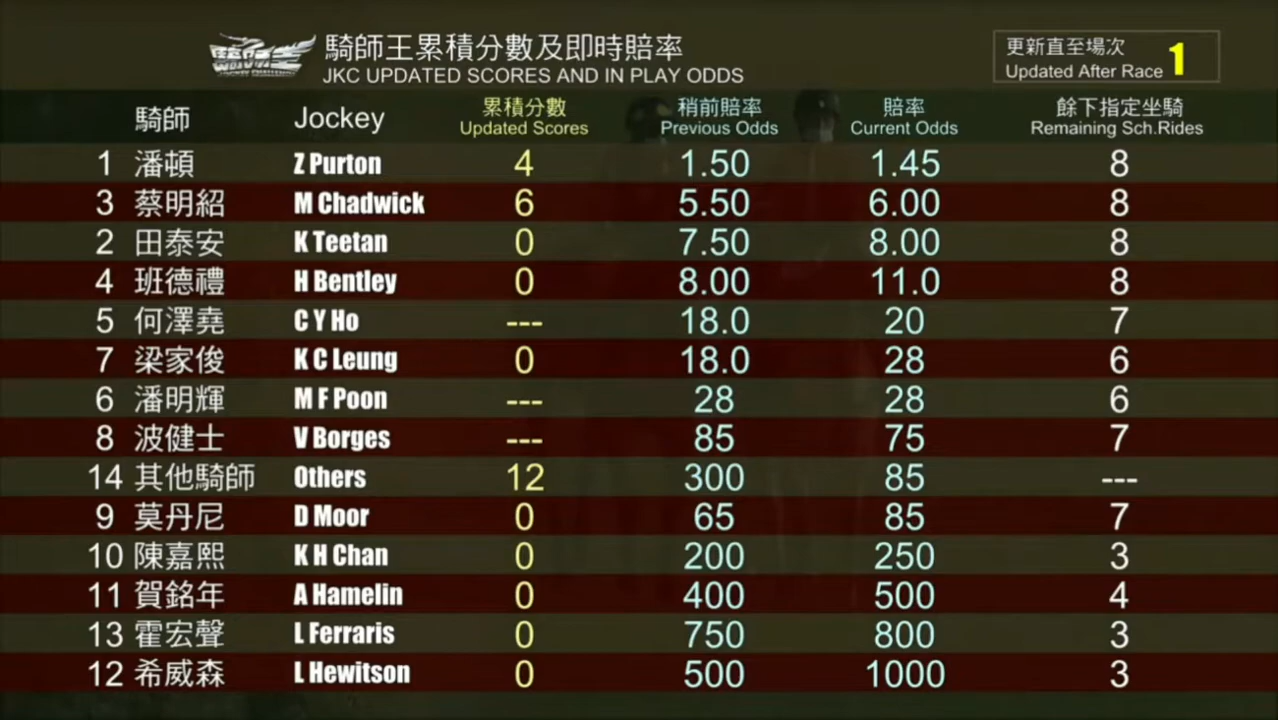 騎師王累積分數及即時賠率
JKC UPDATED SCORES AND IN PLAY ODDS
更新直至場次
Updated After Race 1
騎師 Jockey 累積分數 稍前賠率 賠率 餘下指定坐騎
Updated Scores Previous Odds Current Odds Remaining Sch.Rides
1 潘頓 Z Purton 4 1.50 1.45 8
3 蔡明紹 M Chadwick 6 5.50 6.00 8
2 田泰安 K Teetan 0 7.50 8.00 8
4 班德禮 H Bentley 0 8.00 11.0 8
5 何澤堯 C Y Ho --- 18.0 20 7
7 梁家俊 K C Leung 0 18.0 28 6
6 潘明輝 M F Poon --- 28 28 6
8 波健士 V Borges --- 85 75 7
14 其他騎師 Others 12 300 85 ---
9 莫丹尼 D Moor 0 65 85 7
10 陳嘉熙 K H Chan 0 200 250 3
11 賀銘年 A Hamelin 0 400 500 4
13 霍宏聲 L Ferraris 0 750 800 3
12 希威森 L Hewitson 0 500 1000 3